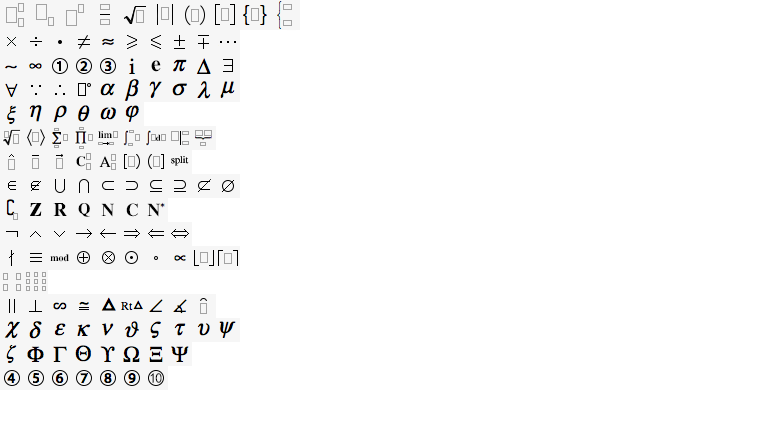 √ | | ( ) [ ] { } {
× ÷ • ≠ ≈ ⩾ ⩽ ± ∓ ⋯
~ ∞ ① ② ③ i e π Δ ∃
∀ ∵ ∴ ° α β γ σ λ μ
ξ η ρ θ ω φ
√ ⟨ ⟩ Σ Π lim→ ∫ ∫d |
^ ‾ → C A [ ) ( ] split
∈ ∉ ∪ ∩ ⊂ ⊃ ⊆ ⊇ ⊄ ∅
∁ Z R Q N C N*
¬ ∧ ∨ → ← ⇒ ⇐ ⇔
∤ ≡ mod ⊕ ⊗ ⊙ ∘ ∝ ⌊ ⌋ ⌈ ⌉
∥ ⊥ ∽ ≅ Δ RtΔ ∠ ∡ ⌢
χ δ ε κ ν ϑ ς τ υ ψ
ζ Φ Γ Θ ϒ Ω Ξ Ψ
④ ⑤ ⑥ ⑦ ⑧ ⑨ ⑩